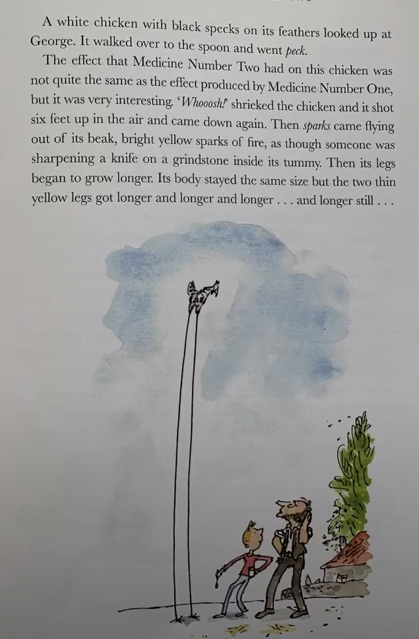 A white chicken with black specks on its feathers looked up at
George. It walked over to the spoon and went peck.
The effect that Medicine Number Two had on this chicken was
not quite the same as the effect produced by Medicine Number One,
but it was very interesting. ‘Whooosh!’ shrieked the chicken and it shot
six feet up in the air and came down again. Then sparks came flying
out of its beak, bright yellow sparks of fire, as though someone was
sharpening a knife on a grindstone inside its tummy. Then its legs
began to grow longer. Its body stayed the same size but the two thin
yellow legs got longer and longer and longer . . . and longer still . . .